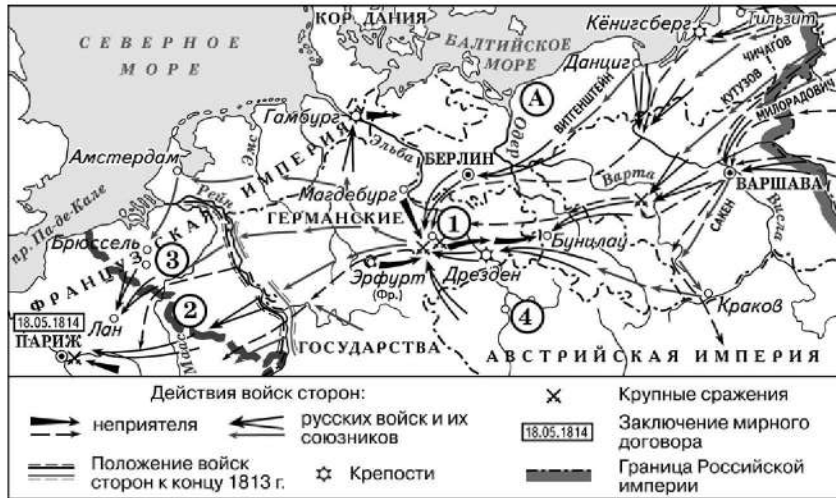 КОР. ДАНИЯ
СЕВЕРНОЕ
МОРЕ
БАЛТИЙСКОЕ
МОРЕ
Кёнигсберг
Тильзит
Данциг
ЧИЧАГОВ
КУТУЗОВ
МИЛОРАДОВИЧ
ВИТГЕНШТЕЙН
А
Одер
Гамбург
Эльба
Эмс
Амстердам
БЕРЛИН
Варта
ВАРШАВА
Висла
САКЕН
Магдебург
Рейн
ФРАНЦУЗСКАЯ ИМПЕРИЯ
ГЕРМАНСКИЕ
ГОСУДАРСТВА
пр. Па-де-Кале
Брюссель
1
3
Бунцлау
Эрфурт
(Фр.)
Дрезден
Краков
2
4
18.05.1814
ПАРИЖ
Лан
Маас
АВСТРИЙСКАЯ ИМПЕРИЯ
Действия войск сторон:
неприятеля
русских войск и их
союзников
Положение войск
сторон к концу 1813 г.
Крепости
Крупные сражения
18.05.1814
Заключение мирного
договора
Граница Российской
империи